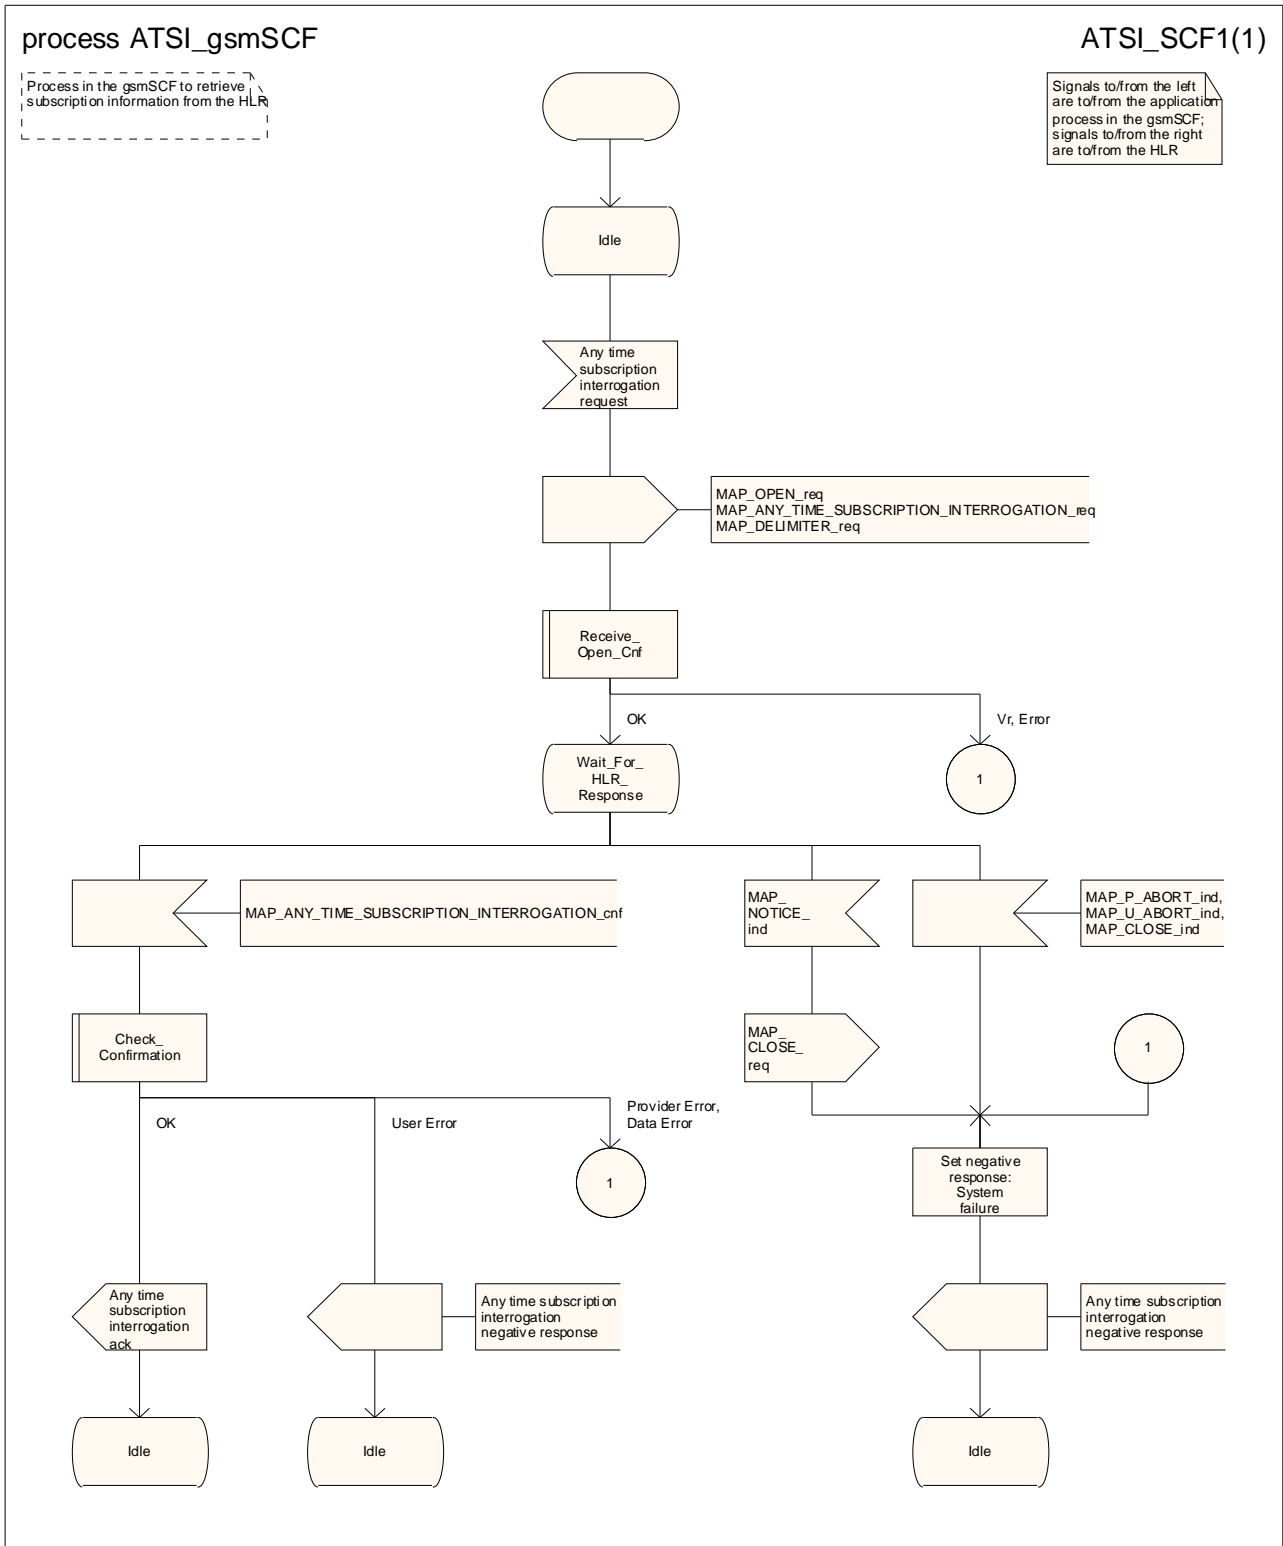 process ATSI_gsmSCF
ATSI_SCF1(1)
Process in the gsmSCF to retrieve
subscription information from the HLR
Signals to/from the left
are to/from the application
process in the gsmSCF;
signals to/from the right
are to/from the HLR
Idle
Any time
subscription
interrogation
request
MAP_OPEN_req
MAP_ANY_TIME_SUBSCRIPTION_INTERROGATION_req
MAP_DELIMITER_req
Receive_
Open_Cnf
OK
Vr, Error
Wait_For_
HLR_
Response
1
MAP_ANY_TIME_SUBSCRIPTION_INTERROGATION_cnf
MAP_
NOTICE_
ind
MAP_P_ABORT_ind,
MAP_U_ABORT_ind,
MAP_CLOSE_ind
Check_
Confirmation
MAP_
CLOSE_
req
1
OK
User Error
Provider Error,
Data Error
1
Set negative
response:
System
failure
Any time
subscription
interrogation
ack
Any time subscription
interrogation
negative response
Any time subscription
interrogation
negative response
Idle
Idle
Idle